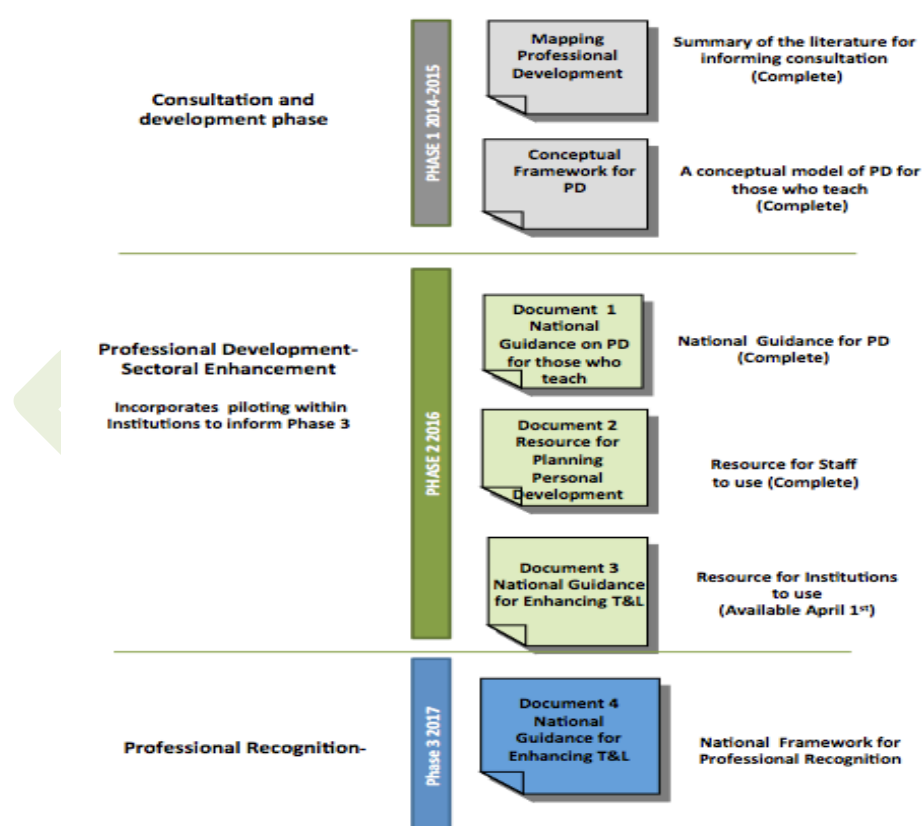 Consultation and
development phase
PHASE 1 2014-2015
Mapping
Professional
Development
Summary of the literature for
informing consultation
(Complete)
Conceptual
Framework for
PD
A conceptual model of PD for
those who teach
(Complete)
Professional Development-
Sectoral Enhancement
Incorporates piloting within
Institutions to inform Phase 3
PHASE 2 2016
Document 1
National
Guidance on PD
for those who
teach
National Guidance for PD
(Complete)
Document 2
Resource for
Planning
Personal
Development
Resource for Staff
to use (Complete)
Document 3
National Guidance
for Enhancing T&L
Resource for Institutions
to use
(Available April 1st)
Professional Recognition-
Phase 3 2017
Document 4
National
Guidance for
Enhancing T&L
National Framework for
Professional Recognition